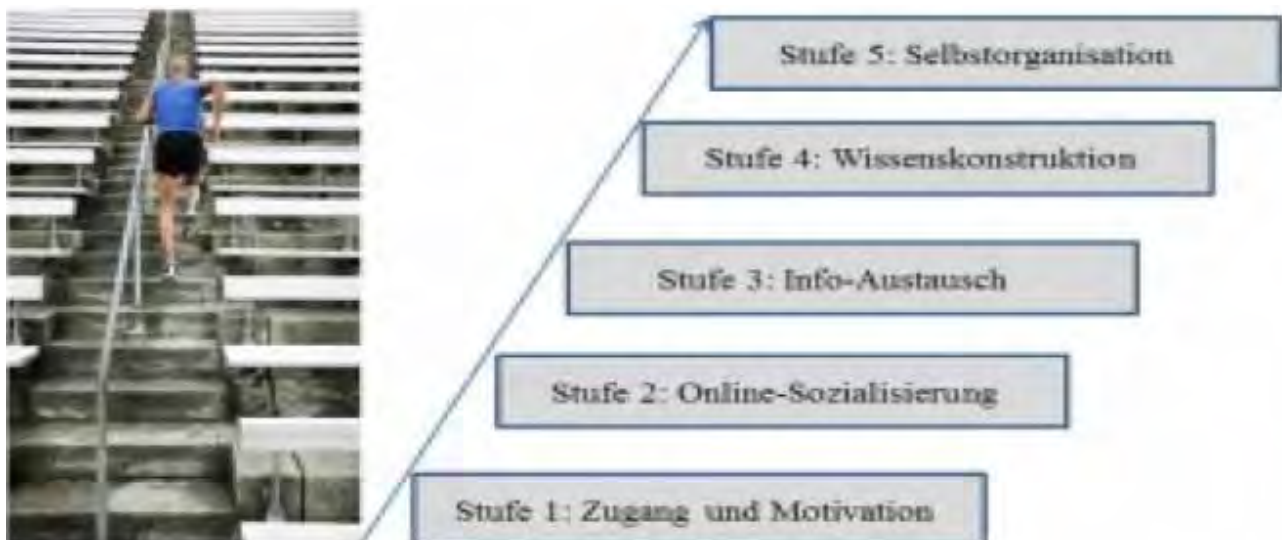 Stufe 5: Selbstorganisation
Stufe 4: Wissenskonstruktion
Stufe 3: Info-Austausch
Stufe 2: Online-Sozialisierung
Stufe 1: Zugang und Motivation